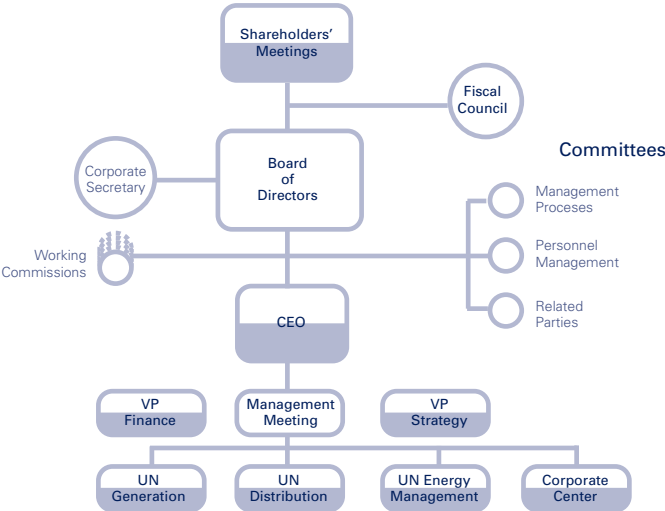 Shareholders’
Meetings
Fiscal
Council
Committees
Board
of
Directors
Corporate
Secretary
Management
Proceses
Working
Commissions
Personnel
Management
Related
Parties
CEO
VP
Finance
Management
Meeting
VP
Strategy
UN
Generation
UN
Distribution
UN Energy
Management
Corporate
Center